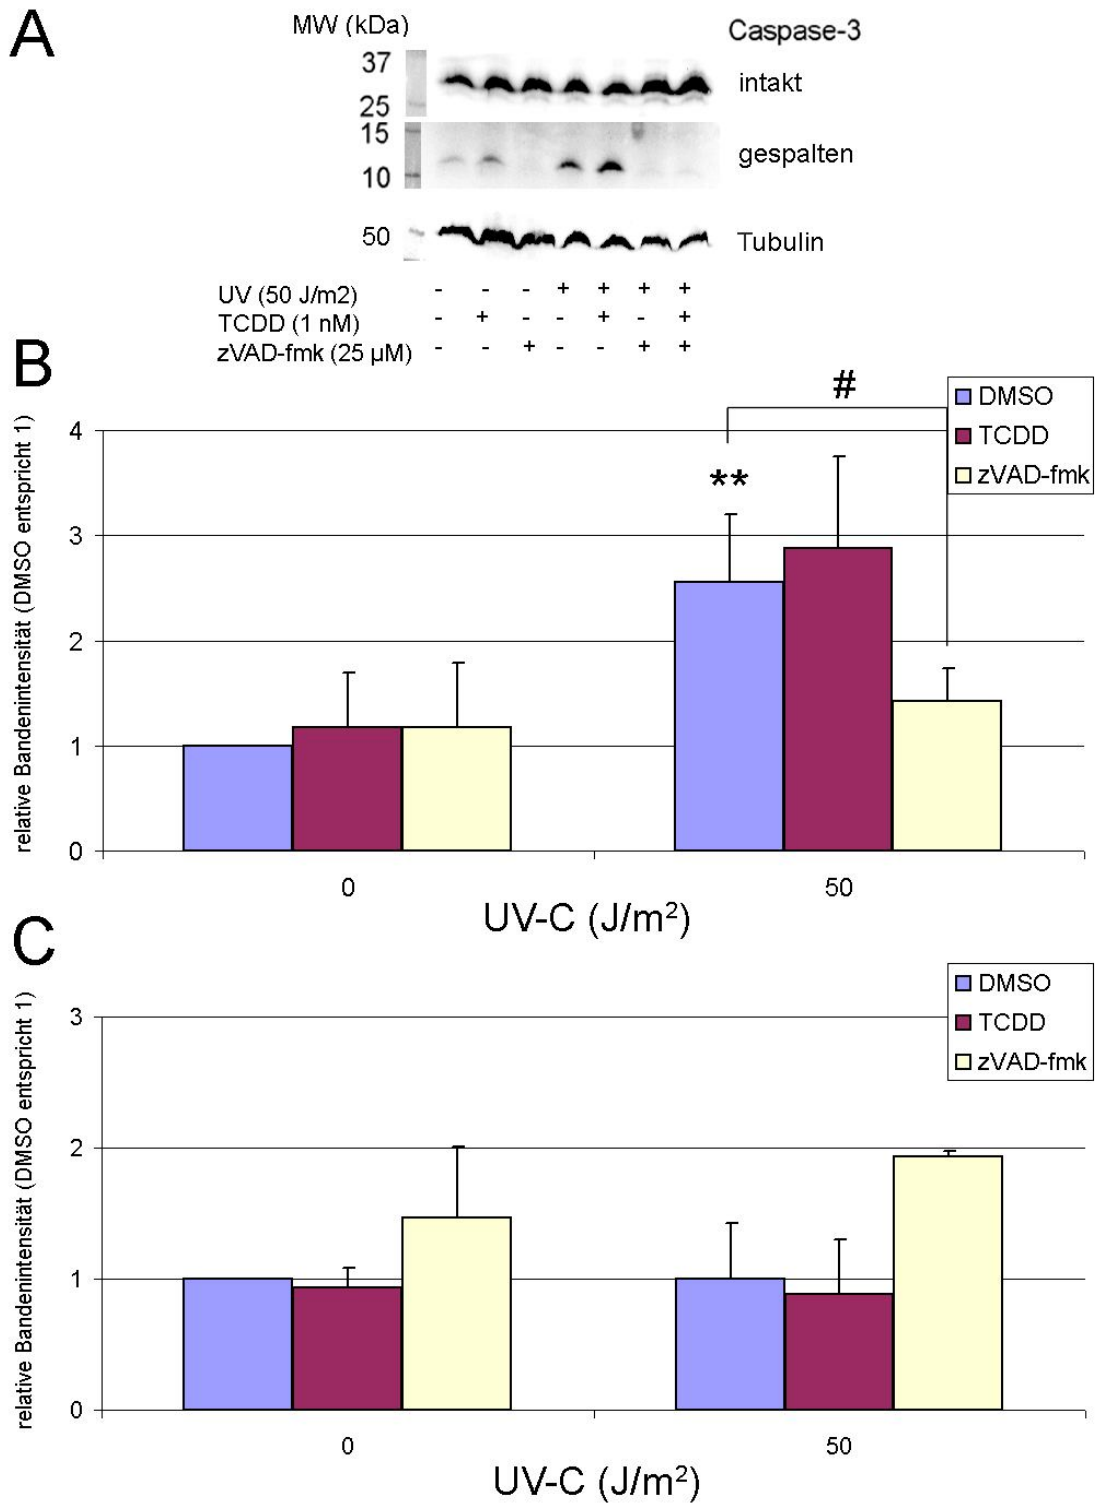 A
MW (kDa)
Caspase-3
37
intakt
25
15
gespalten
10
50
Tubulin
UV (50 J/m2) - - - + + + +
TCDD (1 nM) - + - - + - +
zVAD-fmk (25 µM) - - + - - + +
B
#
DMSO
TCDD
zVAD-fmk
relative Bandenintensität (DMSO entspricht 1)
4
**
3
2
1
0
0
50
UV-C (J/m²)
C
DMSO
TCDD
zVAD-fmk
relative Bandenintensität (DMSO entspricht 1)
3
2
1
0
0
50
UV-C (J/m²)